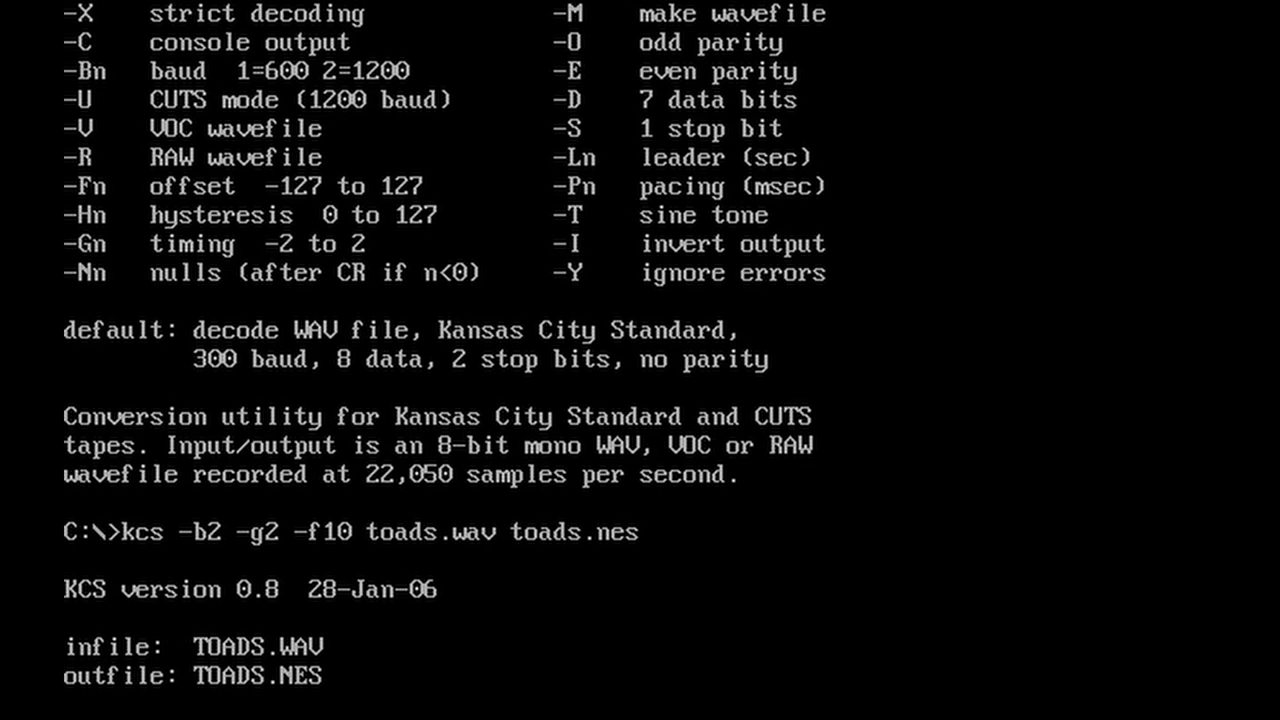 -X    strict decoding             -M    make wavefile
-C    console output              -O    odd parity
-Bn   baud  1=600 2=1200          -E    even parity
-U    CUTS mode (1200 baud)       -D    7 data bits
-V    VOC wavefile                -S    1 stop bit
-R    RAW wavefile                -Ln   leader (sec)
-Fn   offset  -127 to 127         -Pn   pacing (msec)
-Hn   hysteresis  0 to 127        -T    sine tone
-Gn   timing  -2 to 2             -I    invert output
-Nn   nulls (after CR if n<0)     -Y    ignore errors
default: decode WAV file, Kansas City Standard,
300 baud, 8 data, 2 stop bits, no parity
Conversion utility for Kansas City Standard and CUTS
tapes. Input/output is an 8-bit mono WAV, VOC or RAW
wavefile recorded at 22,050 samples per second.
C:\>kcs -b2 -g2 -f10 toads.wav toads.nes
KCS version 0.8  28-Jan-06
infile:  TOADS.WAV
outfile: TOADS.NES